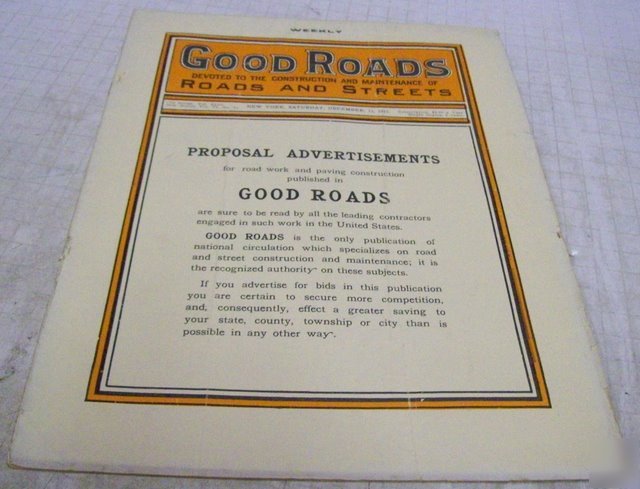 WEEKLY
GOOD ROADS
DEVOTED TO THE CONSTRUCTION AND MAINTENANCE OF
ROADS AND STREETS
NEW YORK, SATURDAY, DECEMBER
PROPOSAL ADVERTISEMENTS
for road work and paving construction
published in
GOOD ROADS
are sure to be read by all the leading contractors
engaged in such work in the United States.
GOOD ROADS is the only publication of
national circulation which specializes on road
and street construction and maintenance; it is
the recognized authority on these subjects.
If you advertise for bids in this publication
you are certain to secure more competition,
and, consequently, effect a greater saving to
your state, county, township or city than is
possible in any other way.